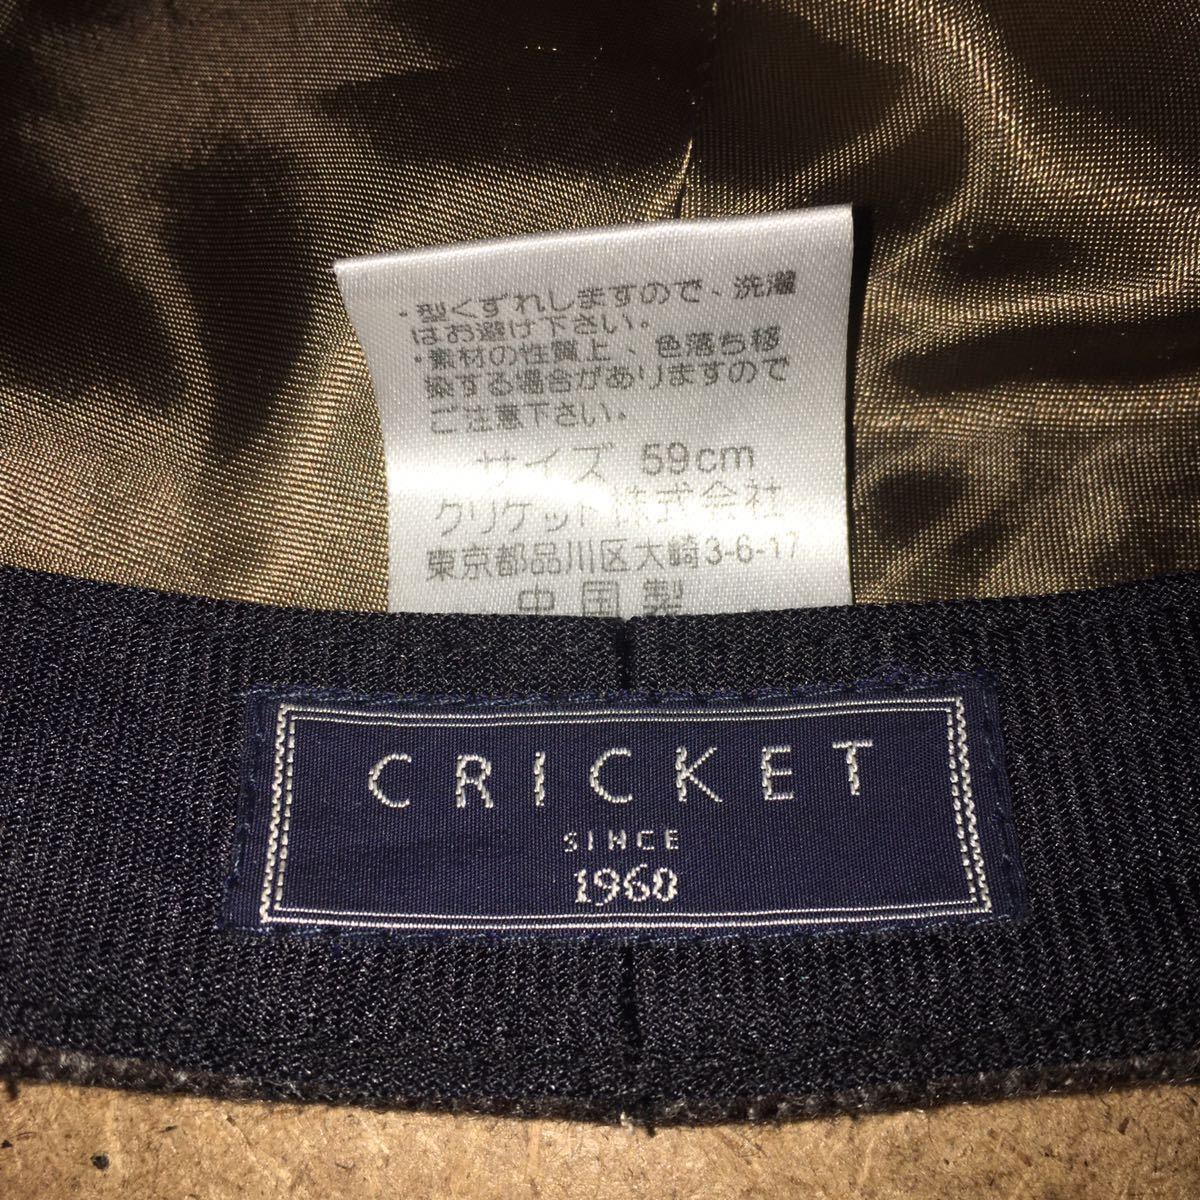 ・型くずれしますので、洗濯
はお避け下さい。
・素材の性質上、色落ち移
染する場合がありますので
ご注意下さい。
サイズ 59cm
クリケット株式会社
東京都品川区大崎3-6-17
中国製
CRICKET
SINCE
1960